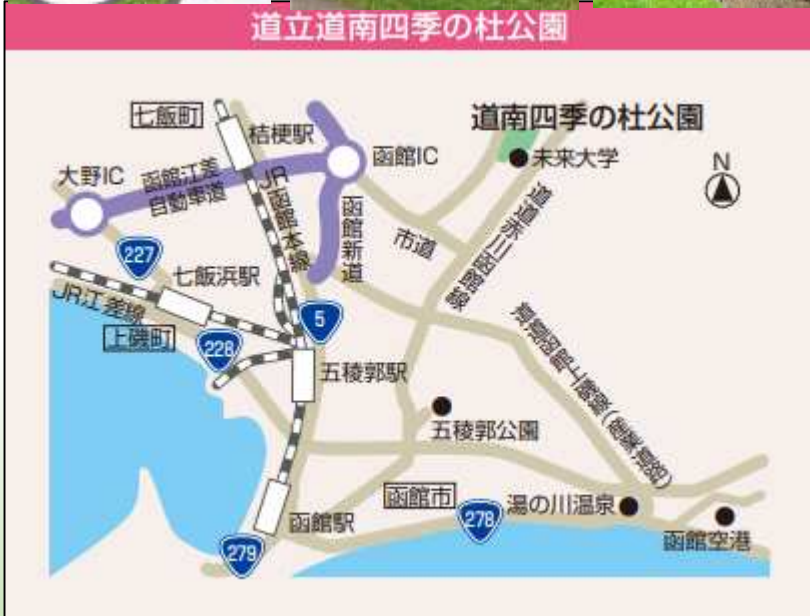 道立道南四季の杜公園
七飯町
桔梗駅
道南四季の杜公園
函館IC
未来大学
N
大野IC
函館江差
自動車道
JR函館本線
函館新道
市道
道道赤川函館線
227
七飯浜駅
JR江差線
5
上磯町
228
五稜郭駅
五稜郭公園
函館市
湯の川温泉
278
函館駅
函館空港
279